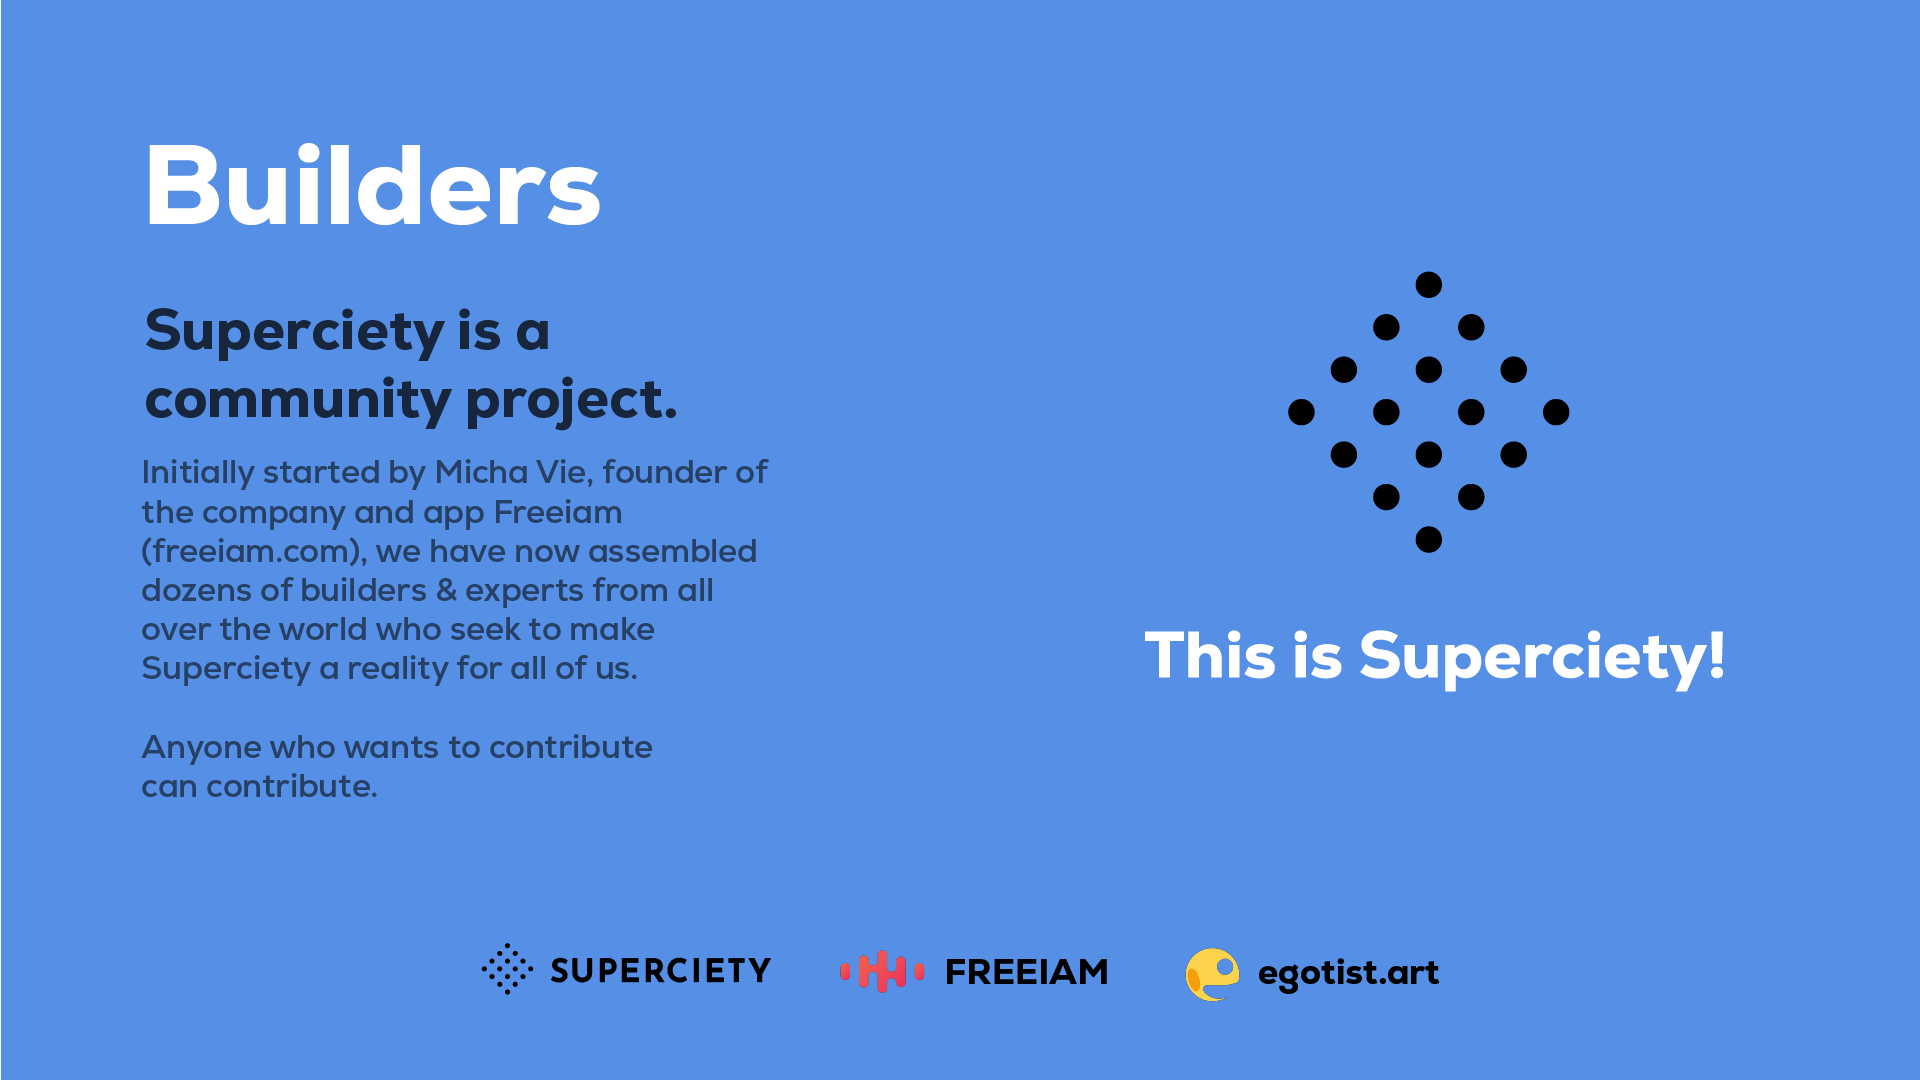 Builders
Superciety is a
community project.
Initially started by Micha Vie, founder of
the company and app Freeiam
(freeiam.com), we have now assembled
dozens of builders & experts from all
over the world who seek to make
Superciety a reality for all of us.
Anyone who wants to contribute
can contribute.
This is Superciety!
SUPERCIETY
FREEIAM
egotist.art